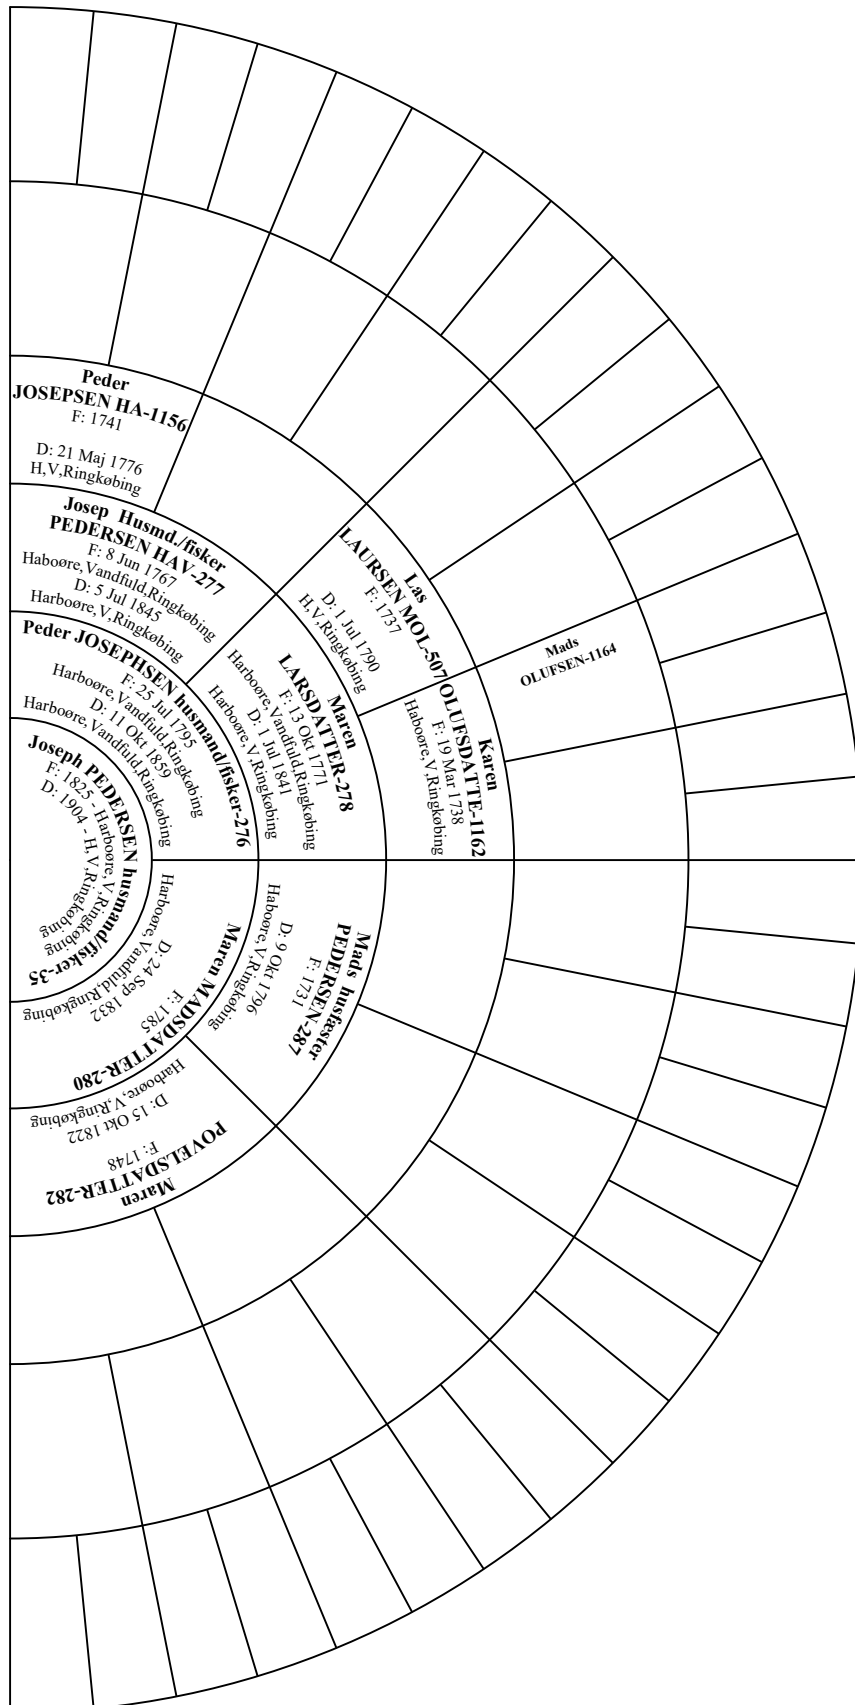 Peder
JOSEPSEN HA-1156
F: 1741
D: 21 Maj 1776
H,V,Ringkøbing
Josep  Husmd./fisker
PEDERSEN HAV-277
F: 8 Jun 1767
Haboøre,Vandfuld,Ringkøbing
D: 5 Jul 1845
Harboøre,V,Ringkøbing
Peder JOSEPHSEN husmand/fisker-276
F: 25 Jul 1795
Harboøre,Vandfuld,Ringkøbing
D: 11 Okt 1859
Harboøre,Vandfuld,Ringkøbing
Joseph PEDERSEN husmand/fisker-35
F: 1825 - Harboøre,V,Ringkøbing
D: 1904 - H,V,Ringkøbing
Las
LAURSEN MOL-507
F: 1737
D: 1 Jul 1790
H,V,Ringkøbing
Maren
LARSDATTER-278
F: 13 Okt 1771
Harboøre,Vandfuld,Ringkøbing
D: 1 Jul 1841
Harboøre,V,Ringkøbing
Mads
OLUFSEN-1164
Karen
OLUFSDATTE-1162
F: 19 Mar 1738
Haboøre,V,Ringkøbing
Mads husfæster
PEDERSEN-287
F: 1731
D: 9 Okt 1796
Haboøre,V,Ringkøbing
Maren MADSDATTER-280
F: 1785
D: 24 Sep 1832
Harboøre,Vandfuld,Ringkøbing
Maren
POVELSDATTER-282
F: 1748
D: 15 Okt 1822
Harboøre,V,Ringkøbing